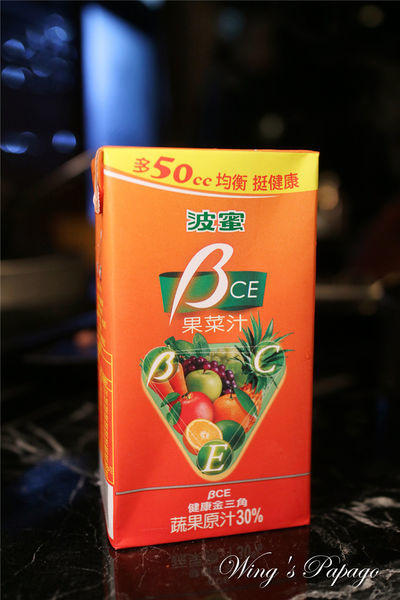 多50cc 均衡 挺健康
波蜜
βCE
果菜汁
β C
E
βCE
健康金三角
蔬果原汁30%
Wing's Papago